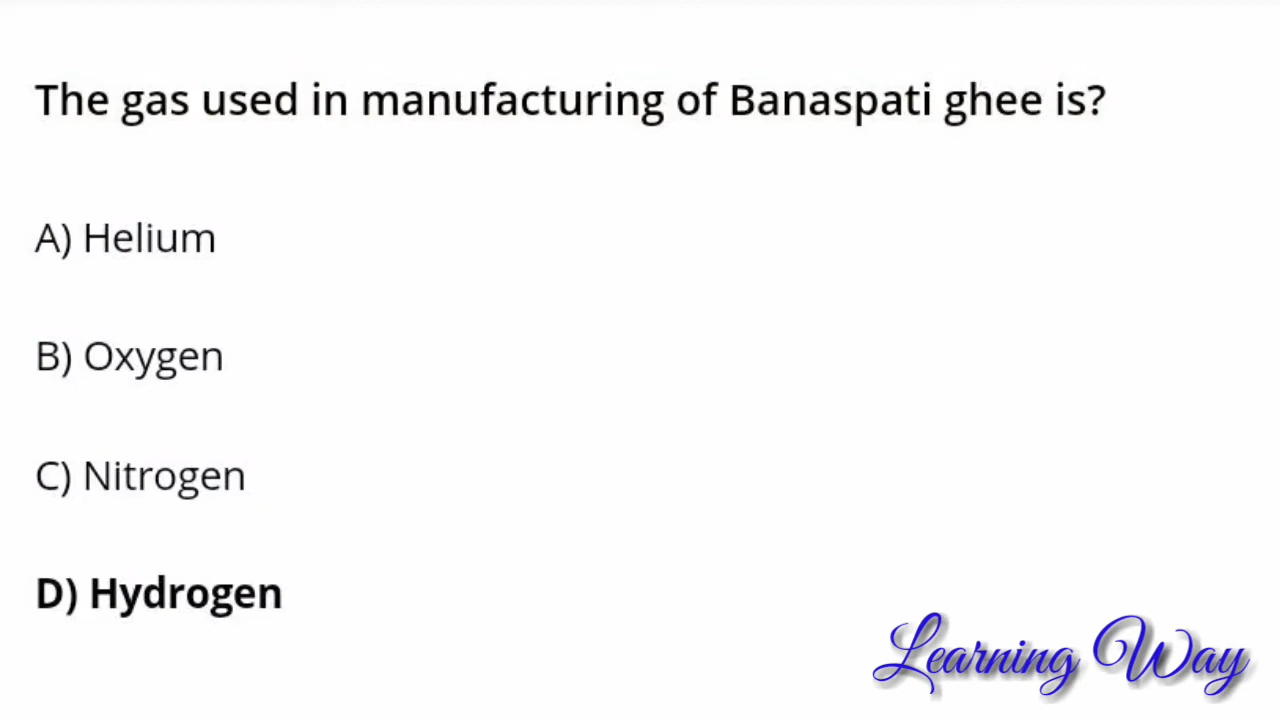 The gas used in manufacturing of Banaspati ghee is?
A) Helium
B) Oxygen
C) Nitrogen
D) Hydrogen
Learning Way